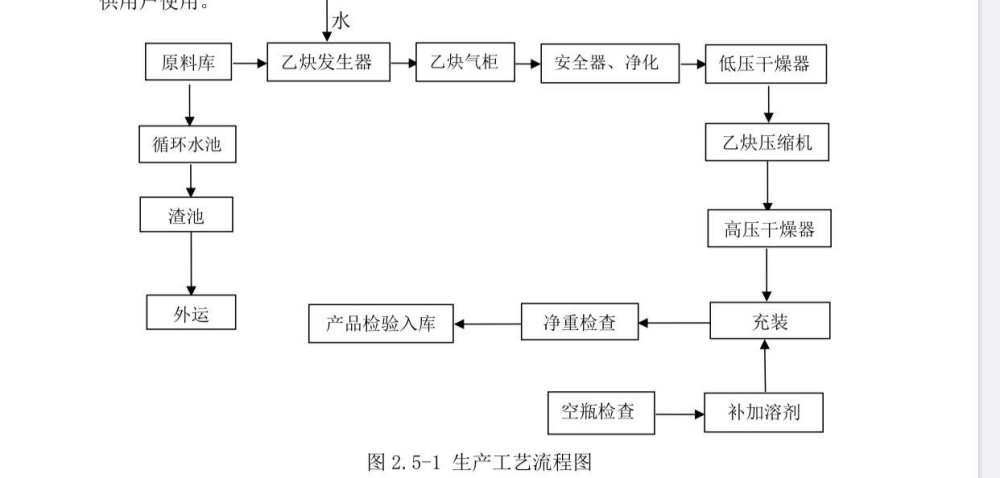 供用户使用。
水
原料库
乙炔发生器
乙炔气柜
安全器、净化
低压干燥器
循环水池
乙炔压缩机
渣池
高压干燥器
外运
产品检验入库
净重检查
充装
空瓶检查
补加溶剂
图 2.5-1 生产工艺流程图